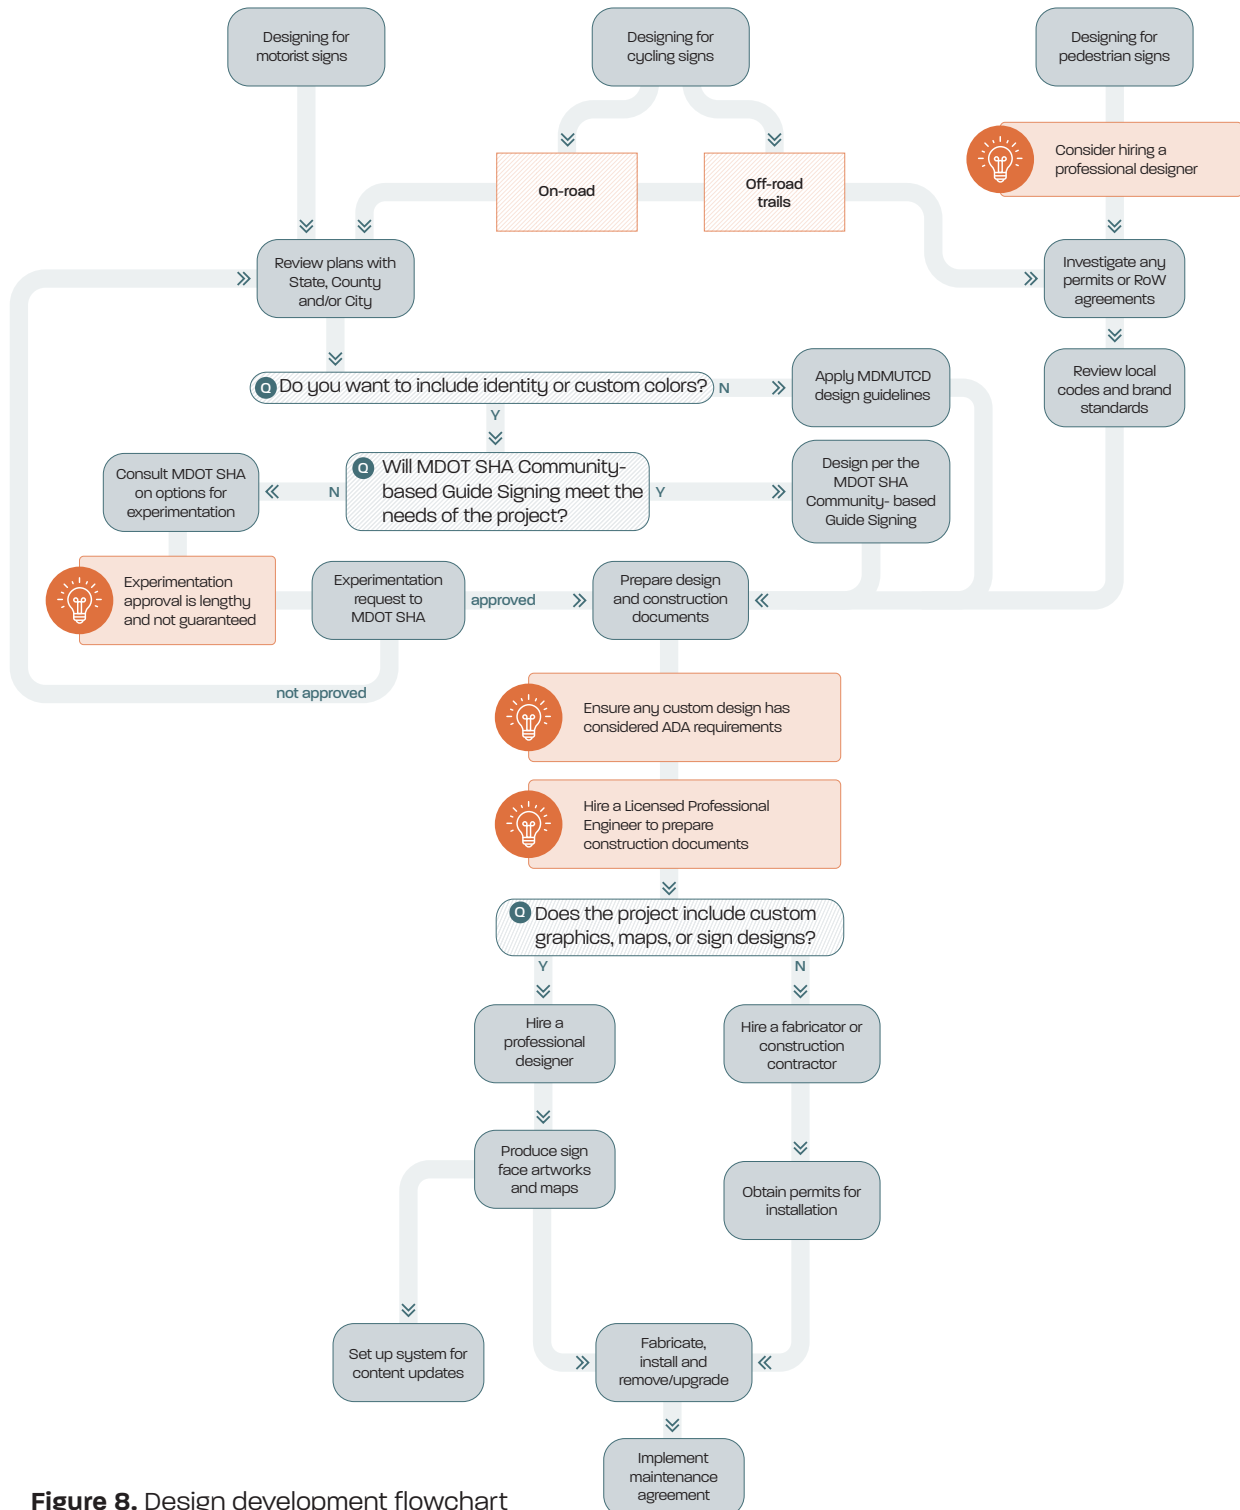 Designing for
motorist signs
Designing for
cycling signs
Designing for
pedestrian signs
Consider hiring a
professional designer
On-road
Off-road
trails
Review plans with
State, County
and/or City
Investigate any
permits or RoW
agreements
Q Do you want to include identity or custom colors?
N
Y
Apply MDMUTCD
design guidelines
Review local
codes and brand
standards
Consult MDOT SHA
on options for
experimentation
N
Q Will MDOT SHA Community-
based Guide Signing meet the
needs of the project?
Y
Design per the
MDOT SHA
Community- based
Guide Signing
Experimentation
approval is lengthy
and not guaranteed
Experimentation
request to
MDOT SHA
approved
not approved
Prepare design
and construction
documents
Ensure any custom design has
considered ADA requirements
Hire a Licensed Professional
Engineer to prepare
construction documents
Q Does the project include custom
graphics, maps, or sign designs?
Y
N
Hire a
professional
designer
Hire a fabricator or
construction
contractor
Produce sign
face artworks
and maps
Obtain permits for
installation
Set up system for
content updates
Fabricate,
install and
remove/upgrade
Implement
maintenance
agreement
Figure 8. Design development flowchart